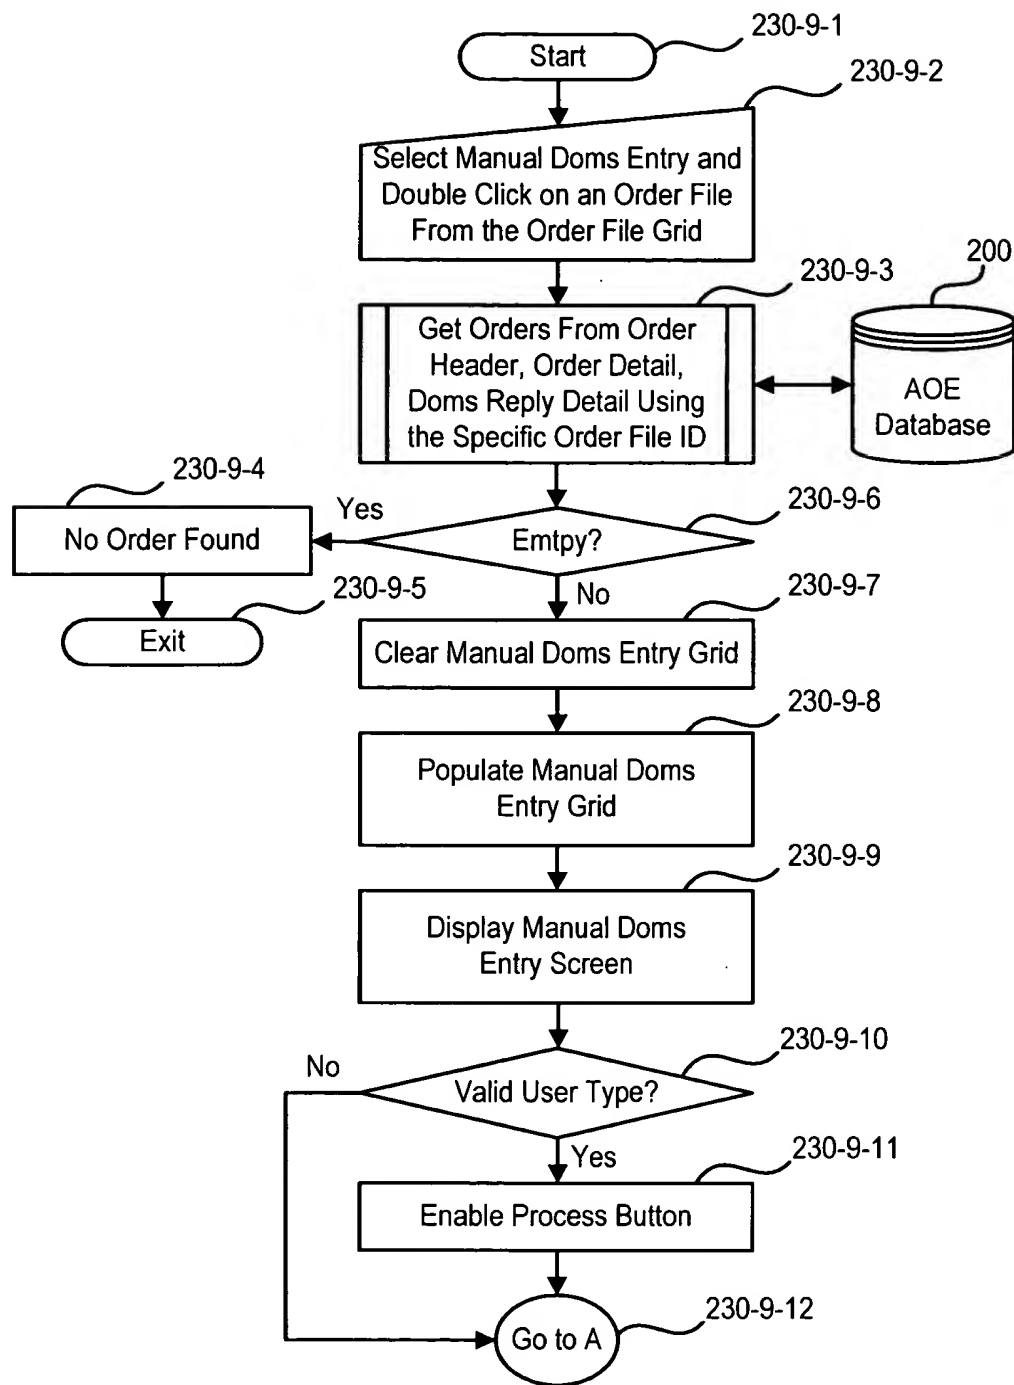 230-9-1
Start
230-9-2
Select Manual Doms Entry and
Double Click on an Order File
From the Order File Grid
230-9-3
200
Get Orders From Order
Header, Order Detail,
Doms Reply Detail Using
the Specific Order File ID
AOE
Database
230-9-4
Yes
230-9-6
No Order Found
Emtpy?
230-9-5
No
230-9-7
Exit
Clear Manual Doms Entry Grid
230-9-8
Populate Manual Doms
Entry Grid
230-9-9
Display Manual Doms
Entry Screen
230-9-10
No
Valid User Type?
Yes
230-9-11
Enable Process Button
230-9-12
Go to A